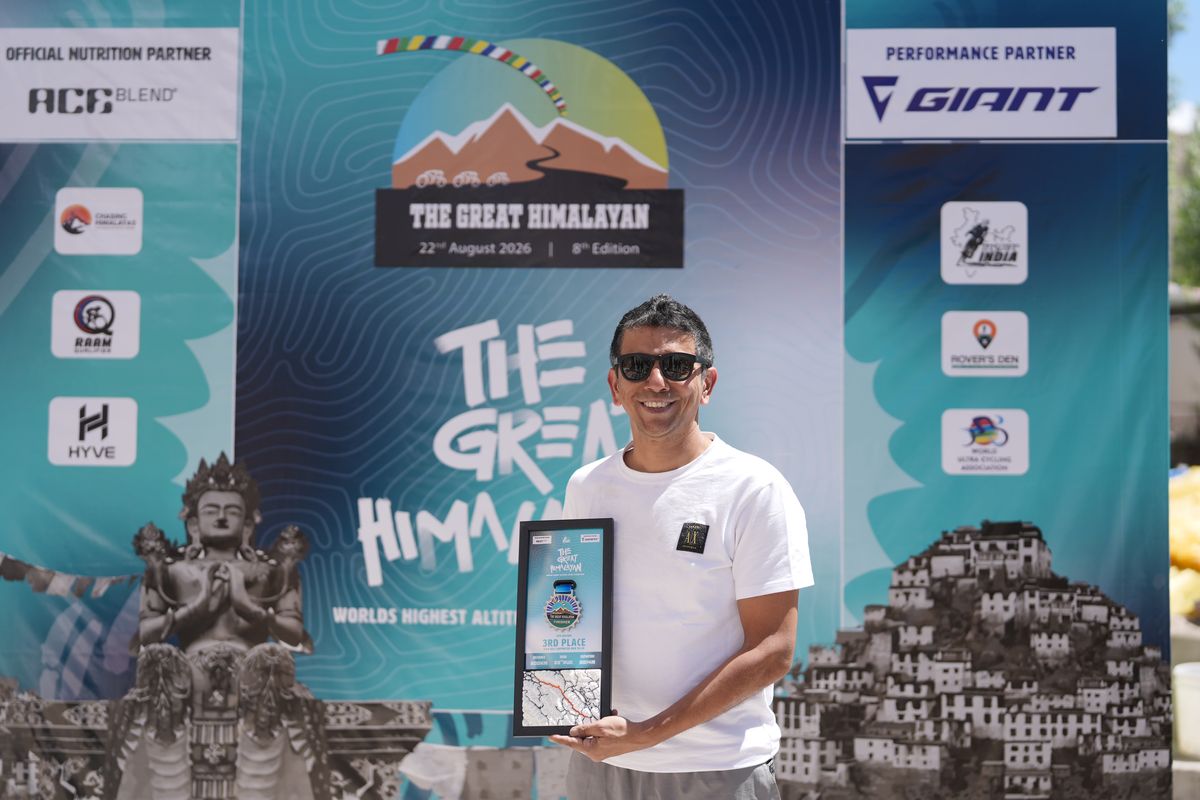 OFFICIAL NUTRITION PARTNER
ACE BLEND
PERFORMANCE PARTNER
GIANT
CHASING
HIMALAYAS
RAAM
QUALIFIER
HYVE
THE GREAT HIMALAYAN
22nd August 2026 | 8th Edition
THE
GREAT
HIMA
WORLDS HIGHEST ALTIT
INDIA
ROVER'S DEN
WORLD
ULTRA CYCLING
ASSOCIATION
A|X
THE
GREAT
HIMALAYAN
3RD PLACE